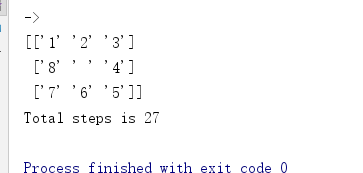 ->
[['1' '2' '3']
['8' ' ' '4']
['7' '6' '5']]
Total steps is 27
Process finished with exit code 0